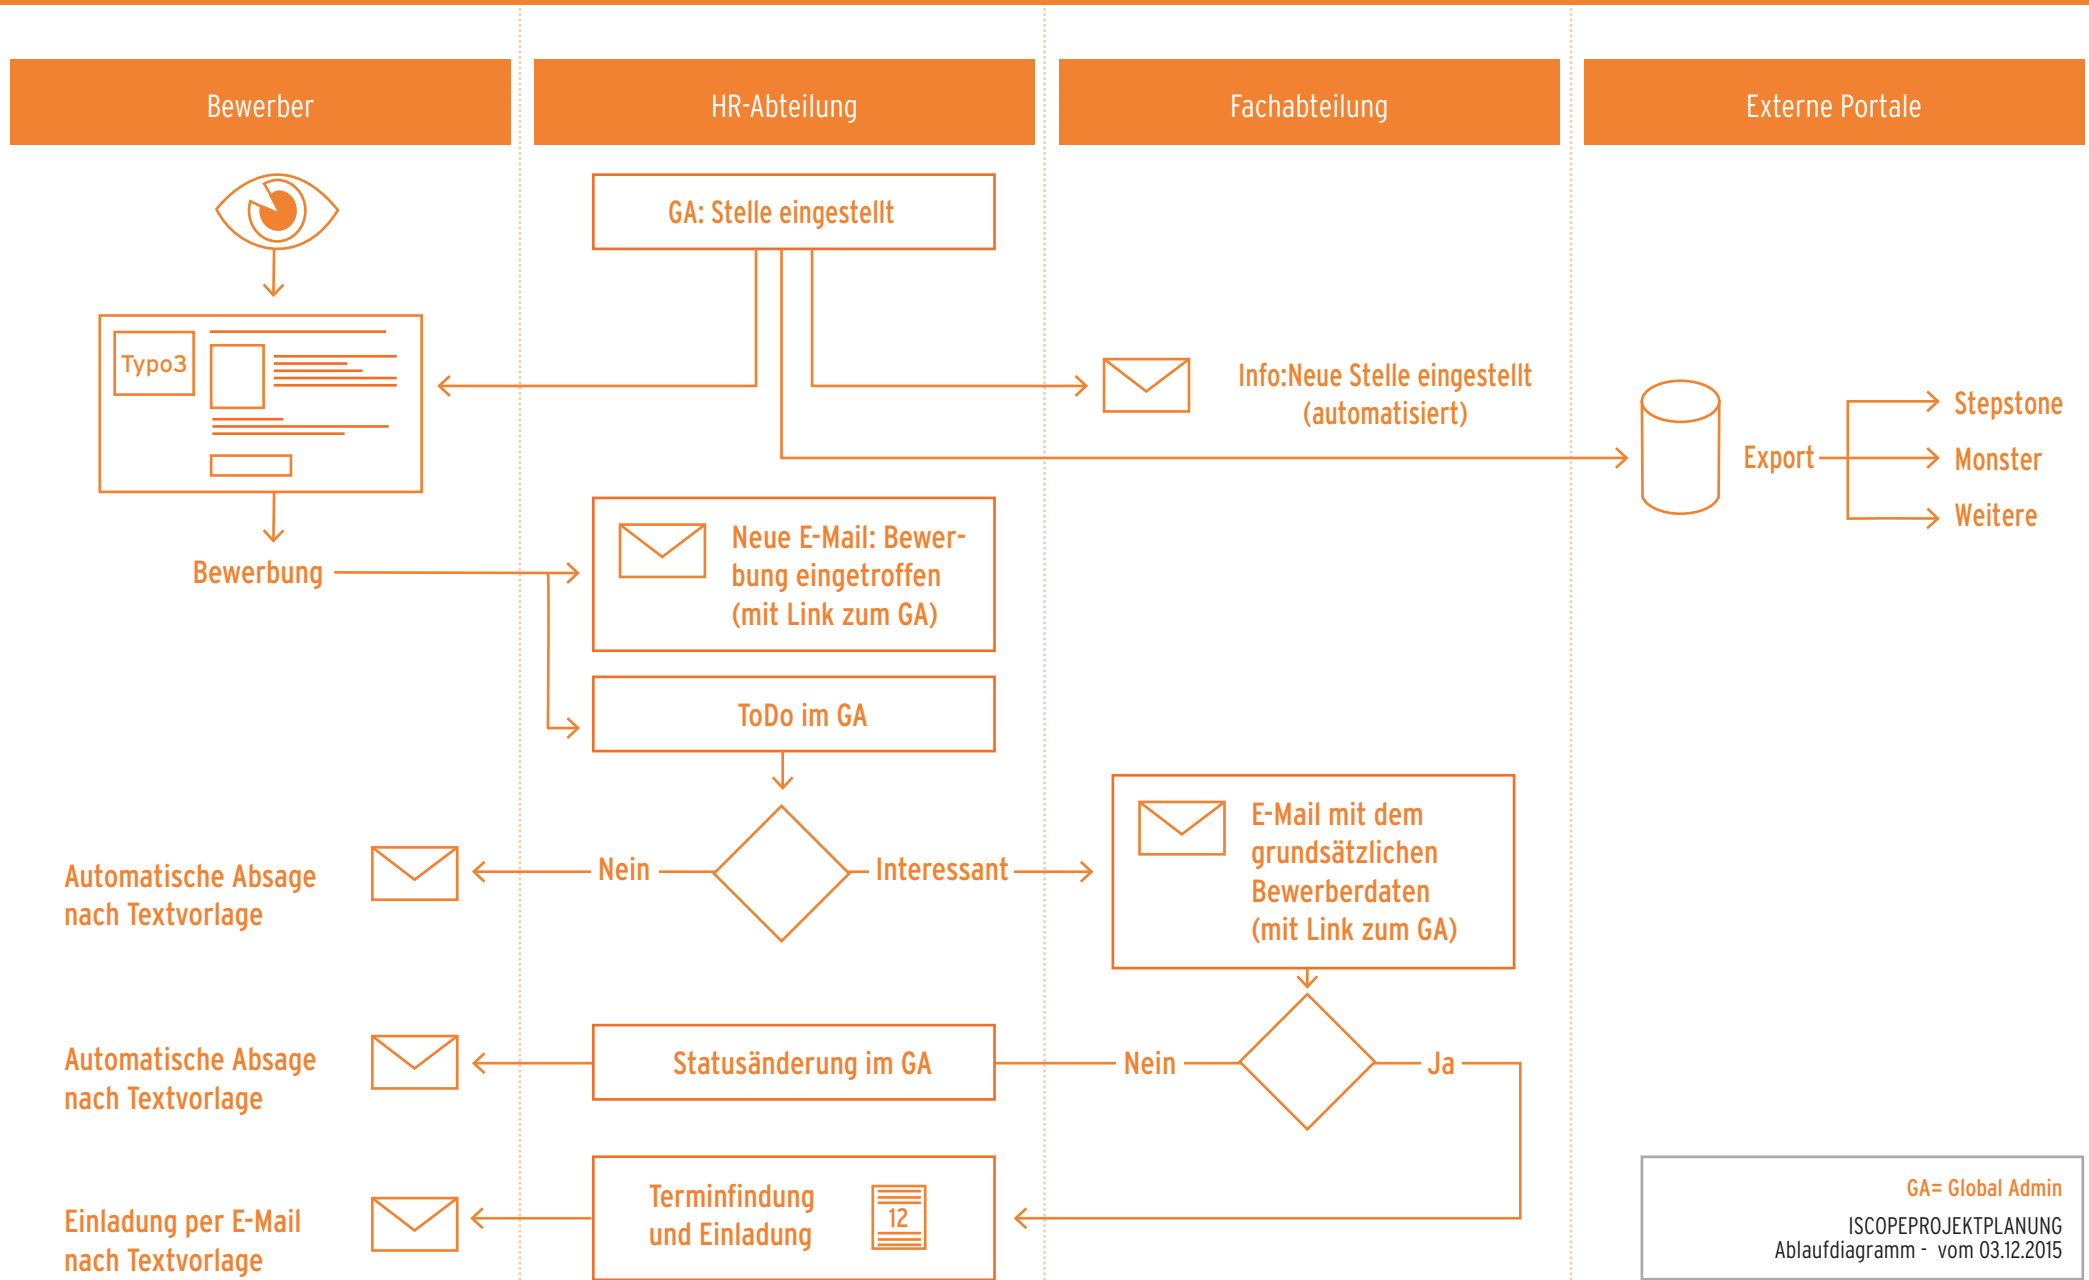 Bewerber
HR-Abteilung
Fachabteilung
Externe Portale
GA: Stelle eingestellt
Typo3
Info:Neue Stelle eingestellt
(automatisiert)
Export
Stepstone
Monster
Weitere
Bewerbung
Neue E-Mail: Bewer-
bung eingetroffen
(mit Link zum GA)
ToDo im GA
Automatische Absage
nach Textvorlage
Nein
Interessant
E-Mail mit dem
grundsätzlichen
Bewerberdaten
(mit Link zum GA)
Automatische Absage
nach Textvorlage
Statusänderung im GA
Nein
Ja
Einladung per E-Mail
nach Textvorlage
Terminfindung
und Einladung
12
GA= Global Admin
ISCOPEPROJEKTPLANUNG
Ablaufdiagramm - vom 03.12.2015